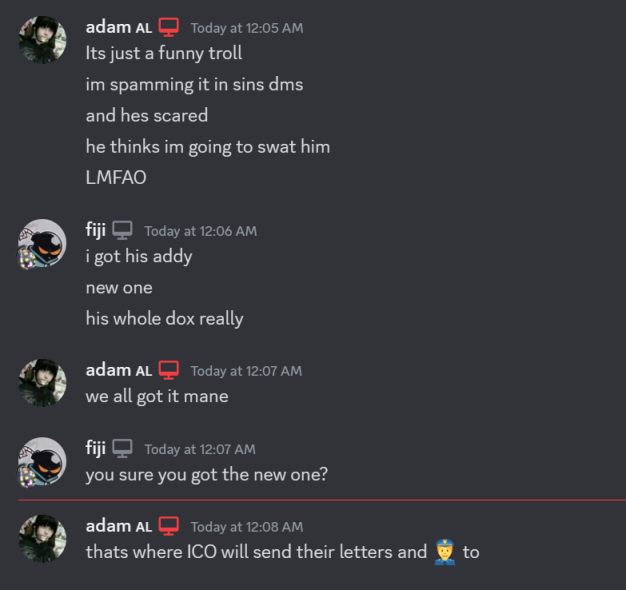 adam AL Today at 12:05 AM
Its just a funny troll
im spamming it in sins dms
and hes scared
he thinks im going to swat him
LMFAO
fiji Today at 12:06 AM
i got his addy
new one
his whole dox really
adam AL Today at 12:07 AM
we all got it mane
fiji Today at 12:07 AM
you sure you got the new one?
adam AL Today at 12:08 AM
thats where ICO will send their letters and 👮 to